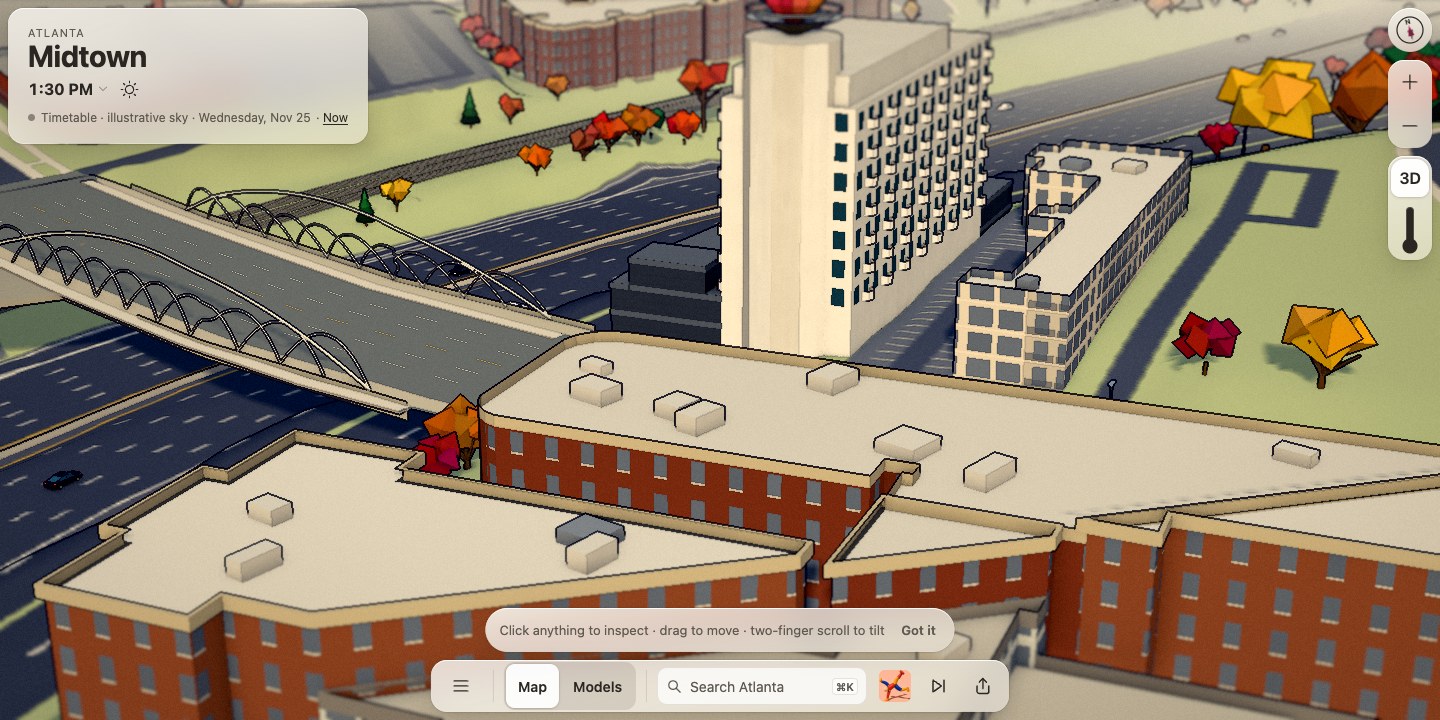 ATLANTA
Midtown
1:30 PM
Timetable · illustrative sky · Wednesday, Nov 25 · Now
N
3D
Click anything to inspect · drag to move · two-finger scroll to tilt Got it
Map Models Search Atlanta ⌘K